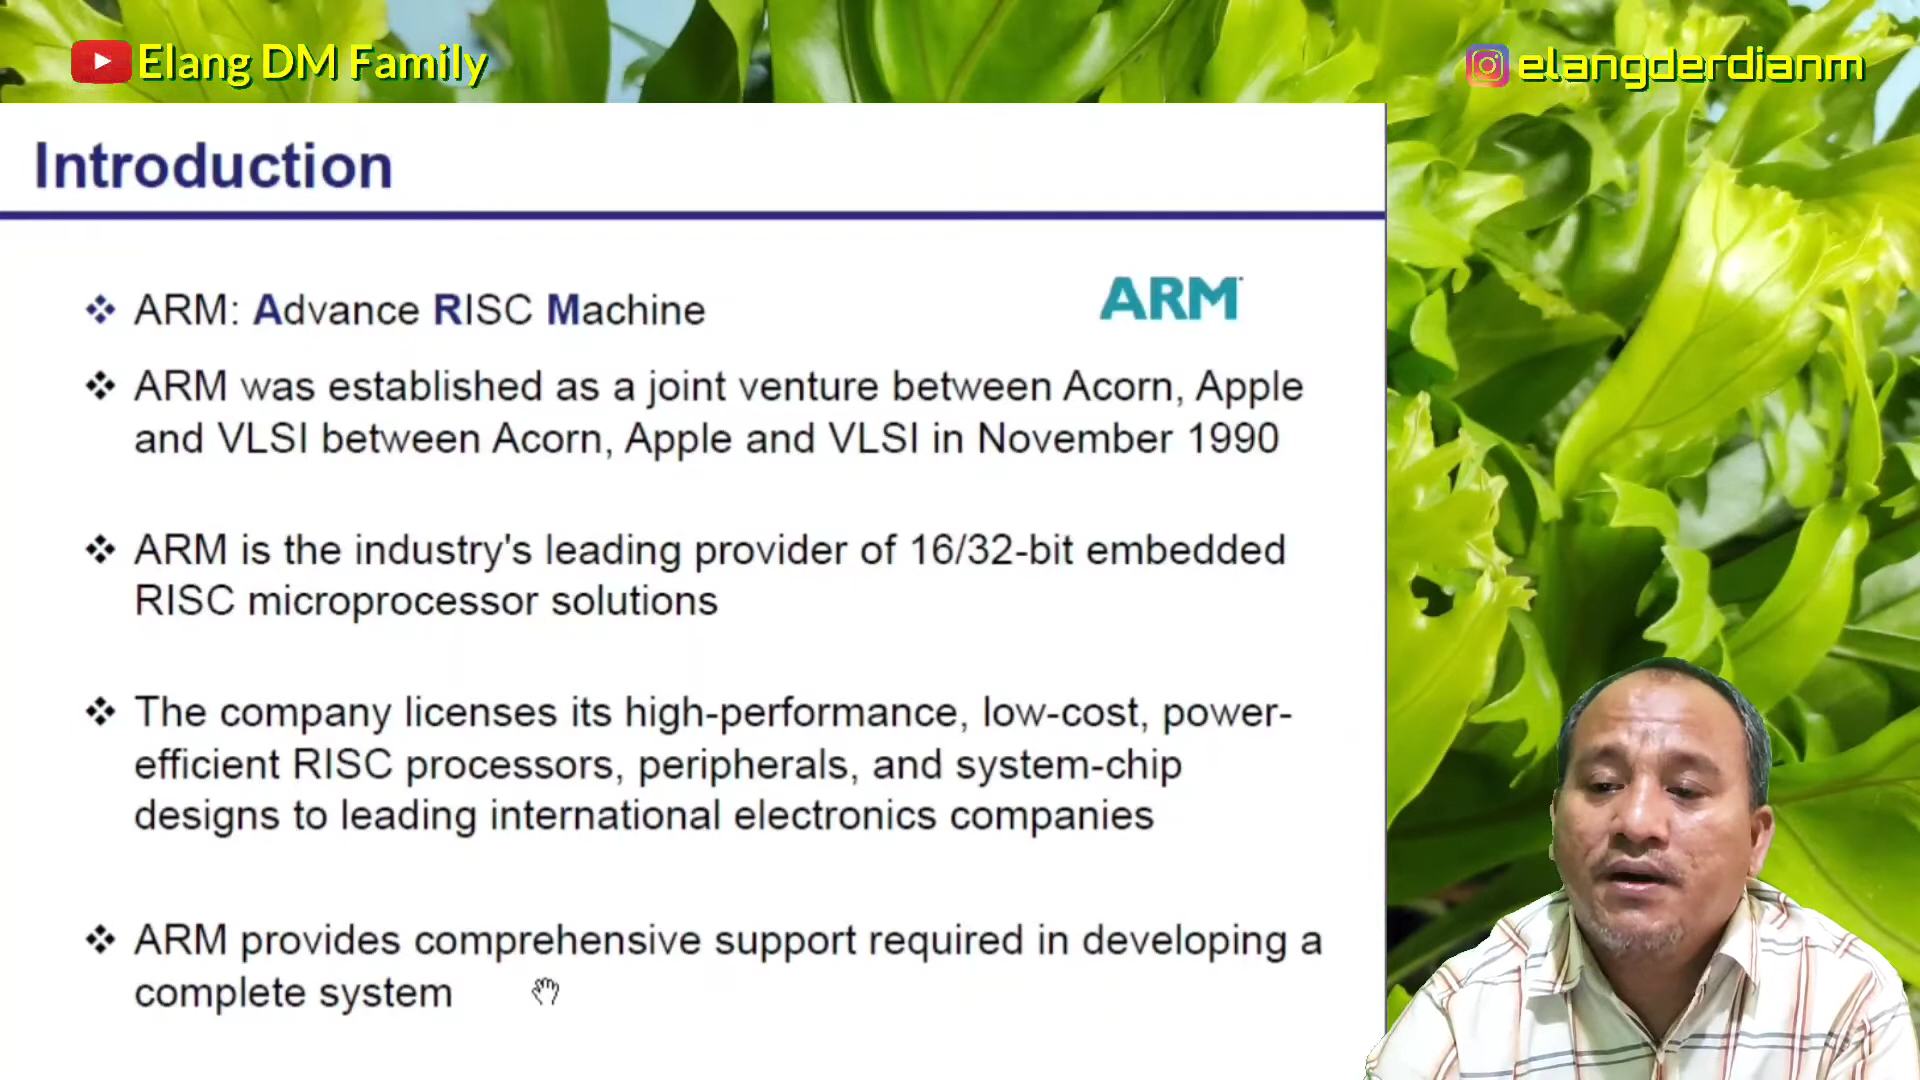 Elang DM Family
elangderdianm
Introduction
ARM: Advance RISC Machine
ARM
ARM was established as a joint venture between Acorn, Apple
and VLSI between Acorn, Apple and VLSI in November 1990
ARM is the industry's leading provider of 16/32-bit embedded
RISC microprocessor solutions
The company licenses its high-performance, low-cost, power-
efficient RISC processors, peripherals, and system-chip
designs to leading international electronics companies
ARM provides comprehensive support required in developing a
complete system